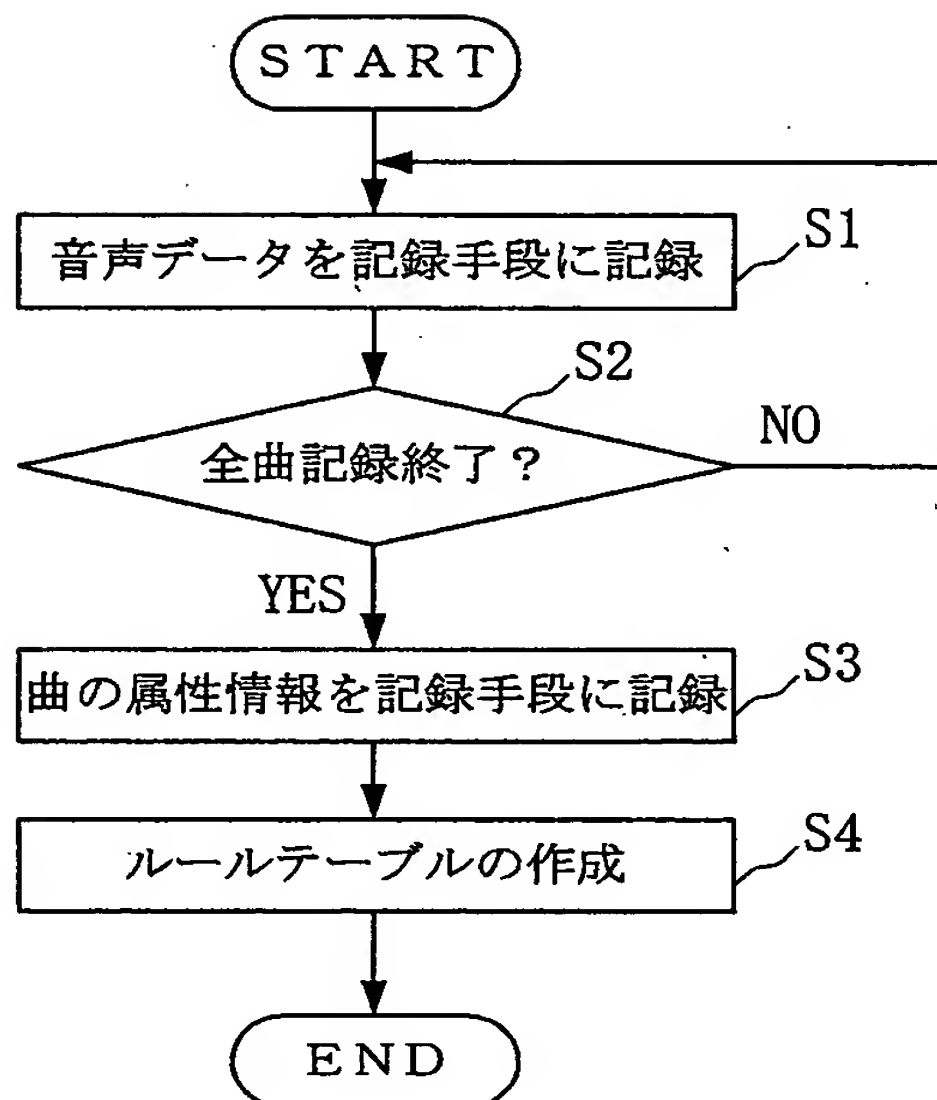 START
音声データを記録手段に記録
S1
S2
全曲記録終了？
NO
YES
曲の属性情報を記録手段に記録
S3
ルールテーブルの作成
S4
END